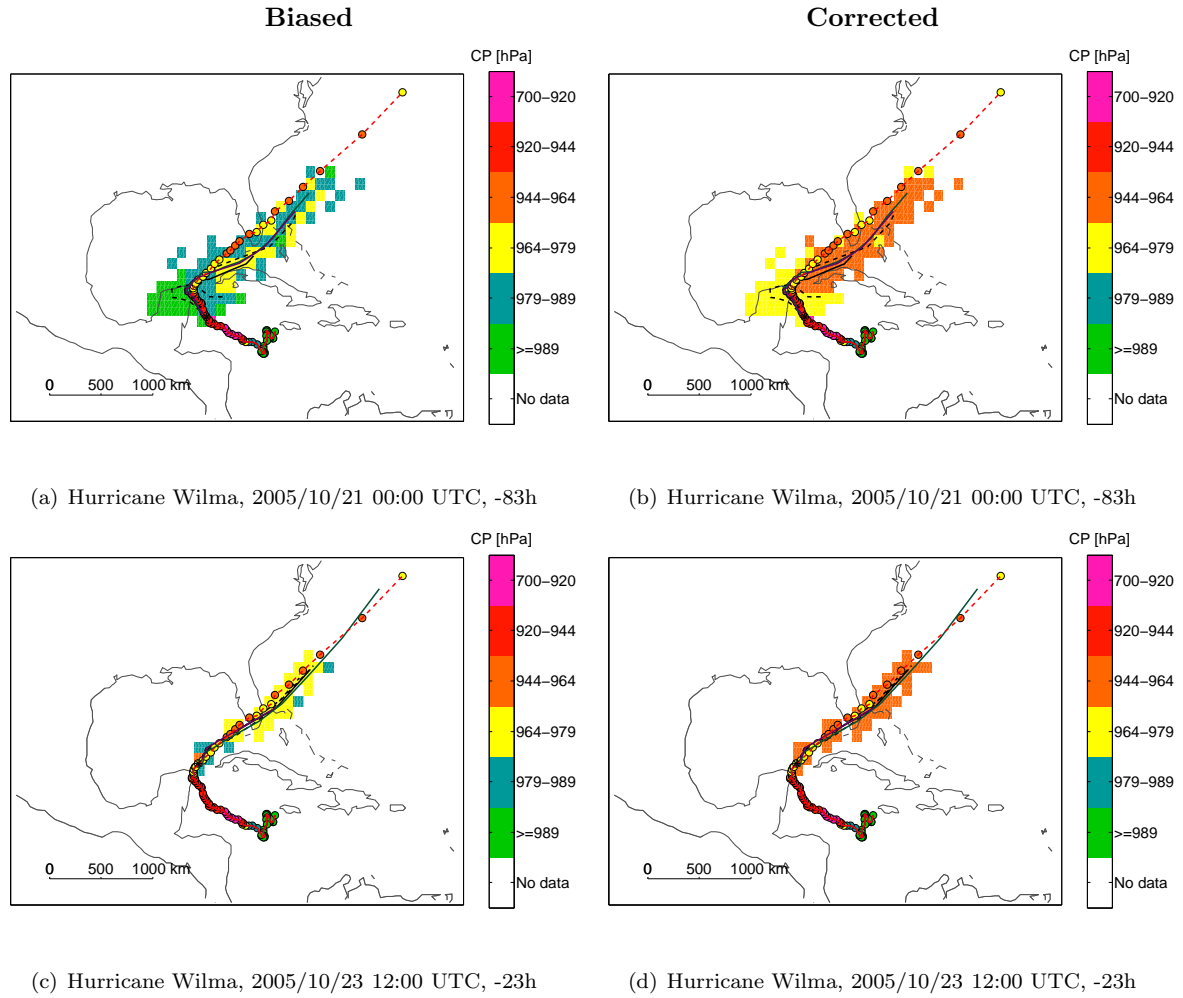 Biased
Corrected
CP [hPa]
700−920
920−944
944−964
964−979
979−989
>=989
No data
0 500 1000 km
CP [hPa]
700−920
920−944
944−964
964−979
979−989
>=989
No data
0 500 1000 km
(a) Hurricane Wilma, 2005/10/21 00:00 UTC, -83h
(b) Hurricane Wilma, 2005/10/21 00:00 UTC, -83h
CP [hPa]
700−920
920−944
944−964
964−979
979−989
>=989
No data
0 500 1000 km
CP [hPa]
700−920
920−944
944−964
964−979
979−989
>=989
No data
0 500 1000 km
(c) Hurricane Wilma, 2005/10/23 12:00 UTC, -23h
(d) Hurricane Wilma, 2005/10/23 12:00 UTC, -23h